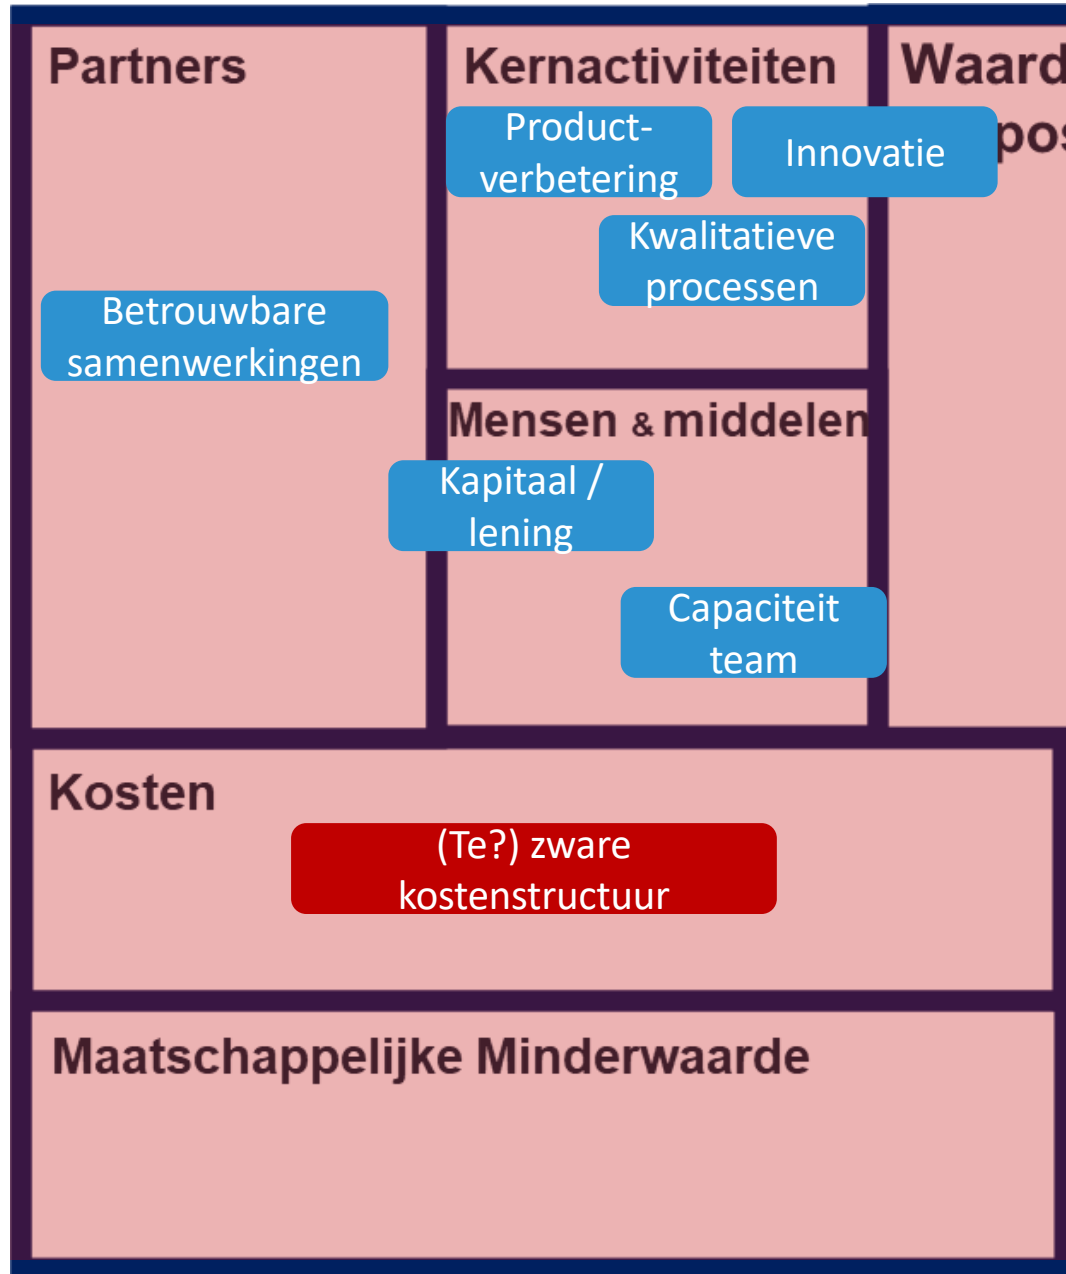 Partners
Betrouwbare
samenwerkingen
Kernactiviteiten
Product-
verbetering
Innovatie
Kwalitatieve
processen
Mensen & middelen
Kapitaal /
lening
Capaciteit
team
Waard
pos
Kosten
(Te?) zware
kostenstructuur
Maatschappelijke Minderwaarde